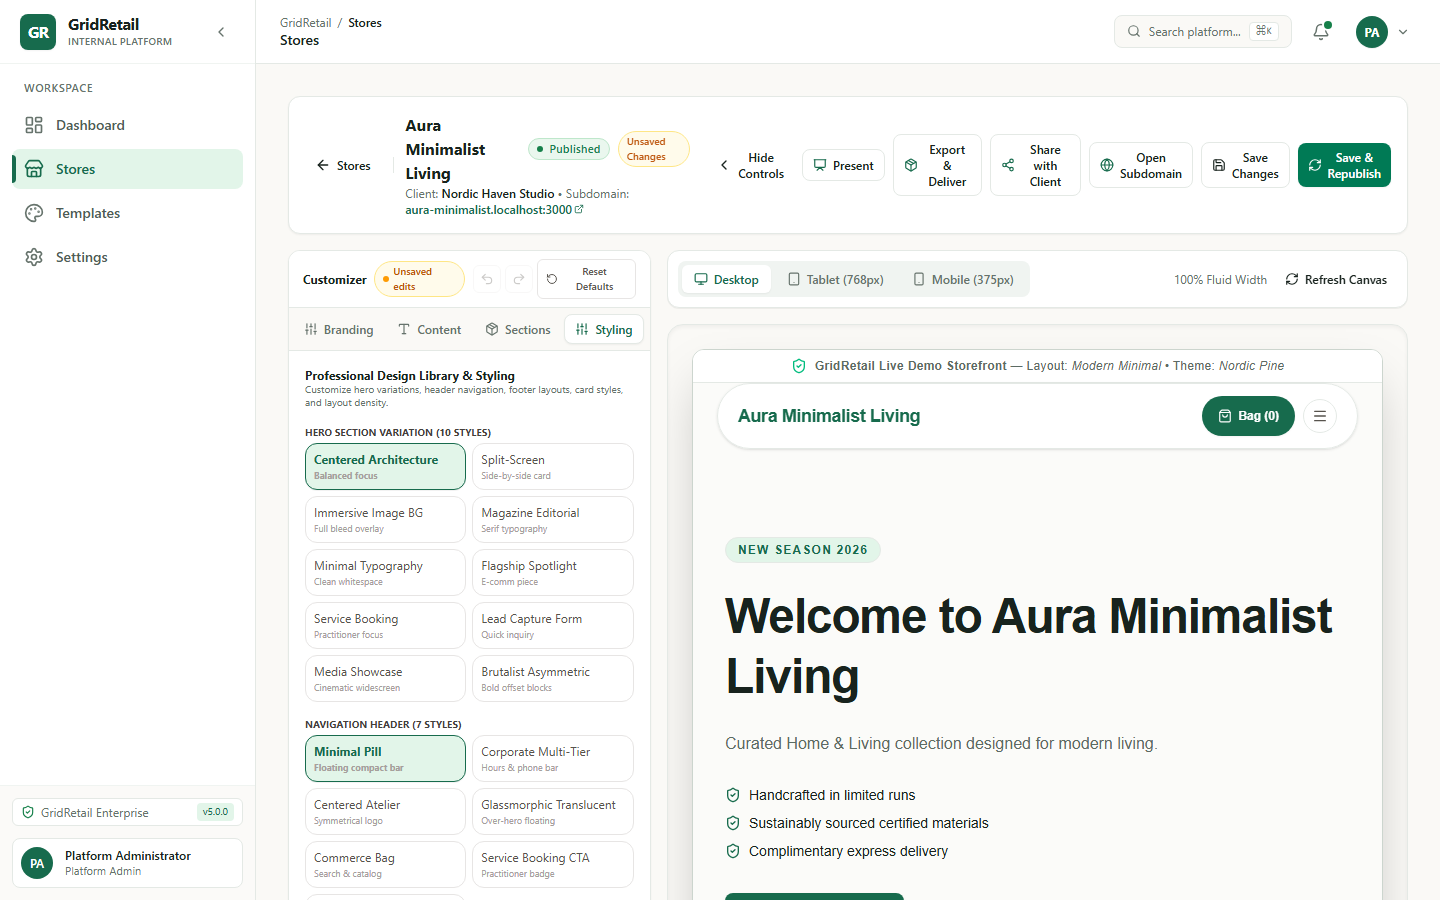 GR
GridRetail
INTERNAL PLATFORM
WORKSPACE
Dashboard
Stores
Templates
Settings
GridRetail Enterprise
v5.0.0
PA
Platform Administrator
Platform Admin
GridRetail / Stores
Stores
Search platform...
⌘K
PA
Stores
Aura
Minimalist
Living
Published
Unsaved
Changes
Client: Nordic Haven Studio • Subdomain:
aura-minimalist.localhost:3000
Hide
Controls
Present
Export
&
Deliver
Share
with
Client
Open
Subdomain
Save
Changes
Save &
Republish
Customizer
Unsaved
edits
Reset
Defaults
Branding
Content
Sections
Styling
Professional Design Library & Styling
Customize hero variations, header navigation, footer layouts, card styles,
and layout density.
HERO SECTION VARIATION (10 STYLES)
Centered Architecture
Balanced focus
Split-Screen
Side-by-side card
Immersive Image BG
Full bleed overlay
Magazine Editorial
Serif typography
Minimal Typography
Clean whitespace
Flagship Spotlight
E-comm piece
Service Booking
Practitioner focus
Lead Capture Form
Quick inquiry
Media Showcase
Cinematic widescreen
Brutalist Asymmetric
Bold offset blocks
NAVIGATION HEADER (7 STYLES)
Minimal Pill
Floating compact bar
Corporate Multi-Tier
Hours & phone bar
Centered Atelier
Symmetrical logo
Glassmorphic Translucent
Over-hero floating
Commerce Bag
Search & catalog
Service Booking CTA
Practitioner badge
Desktop
Tablet (768px)
Mobile (375px)
100% Fluid Width
Refresh Canvas
GridRetail Live Demo Storefront — Layout: Modern Minimal • Theme: Nordic Pine
Aura Minimalist Living
Bag (0)
NEW SEASON 2026
Welcome to Aura Minimalist
Living
Curated Home & Living collection designed for modern living.
Handcrafted in limited runs
Sustainably sourced certified materials
Complimentary express delivery